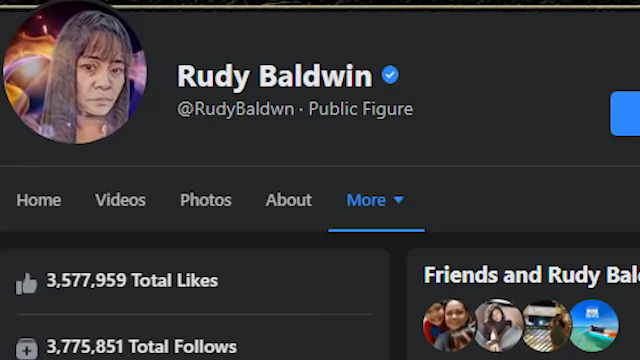 Rudy Baldwin
@RudyBaldwn · Public Figure
Home Videos Photos About More
3,577,959 Total Likes
Friends and Rudy Bal
3,775,851 Total Follows